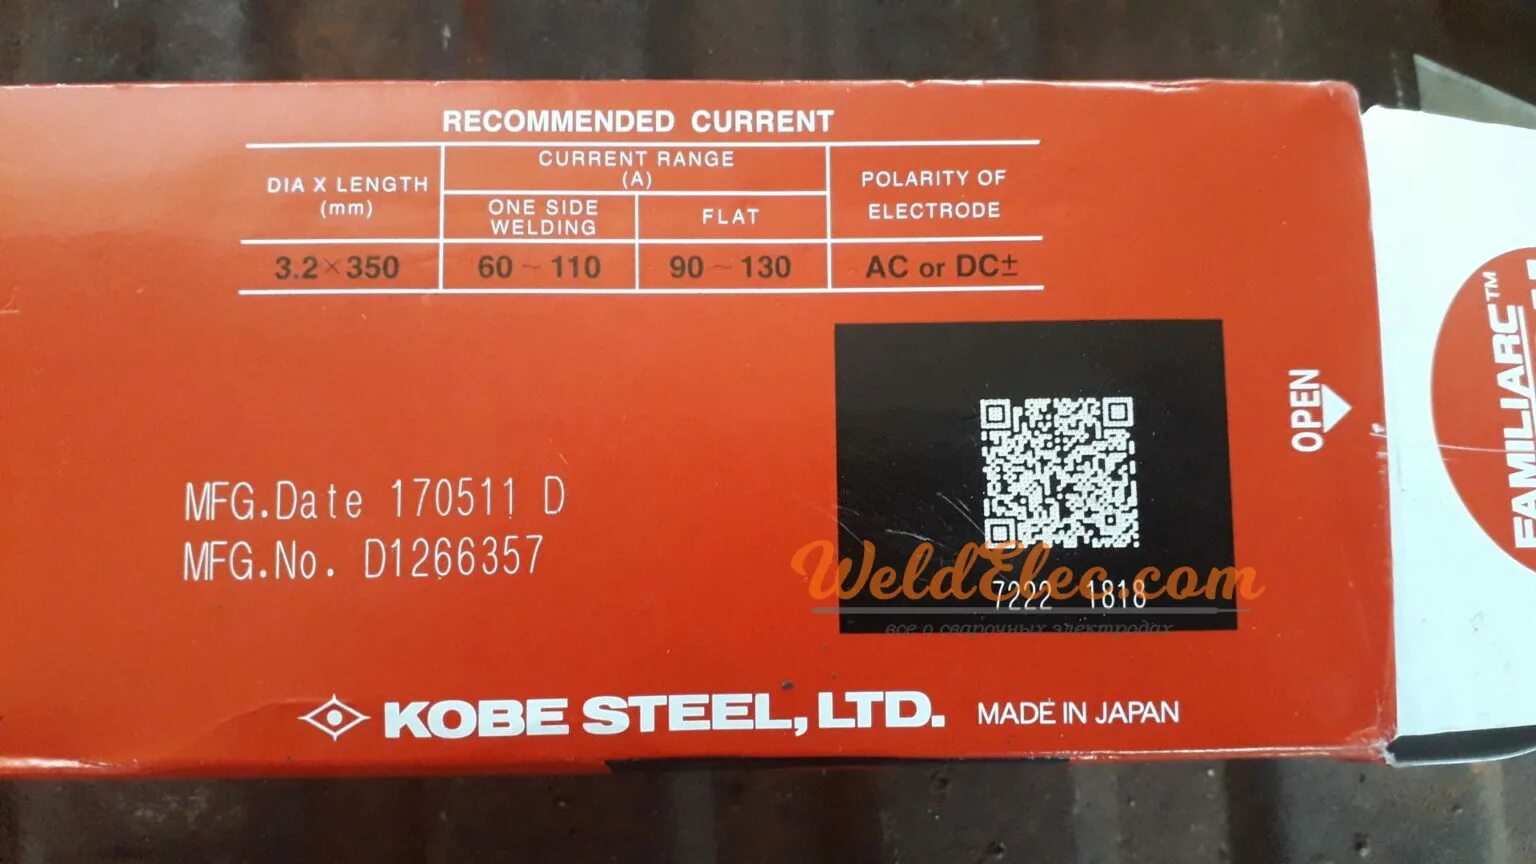 RECOMMENDED CURRENT
DIA X LENGTH
(mm)
CURRENT RANGE
(A)
ONE SIDE
WELDING
FLAT
POLARITY OF
ELECTRODE
3.2×350
60~110
90~130
AC or DC±
MFG.Date 170511 D
MFG.No. D1266357
WeldElec.com
7222 1818
все о сварочных электродах
KOBE STEEL, LTD. MADE IN JAPAN
OPEN
FAMILIARC™